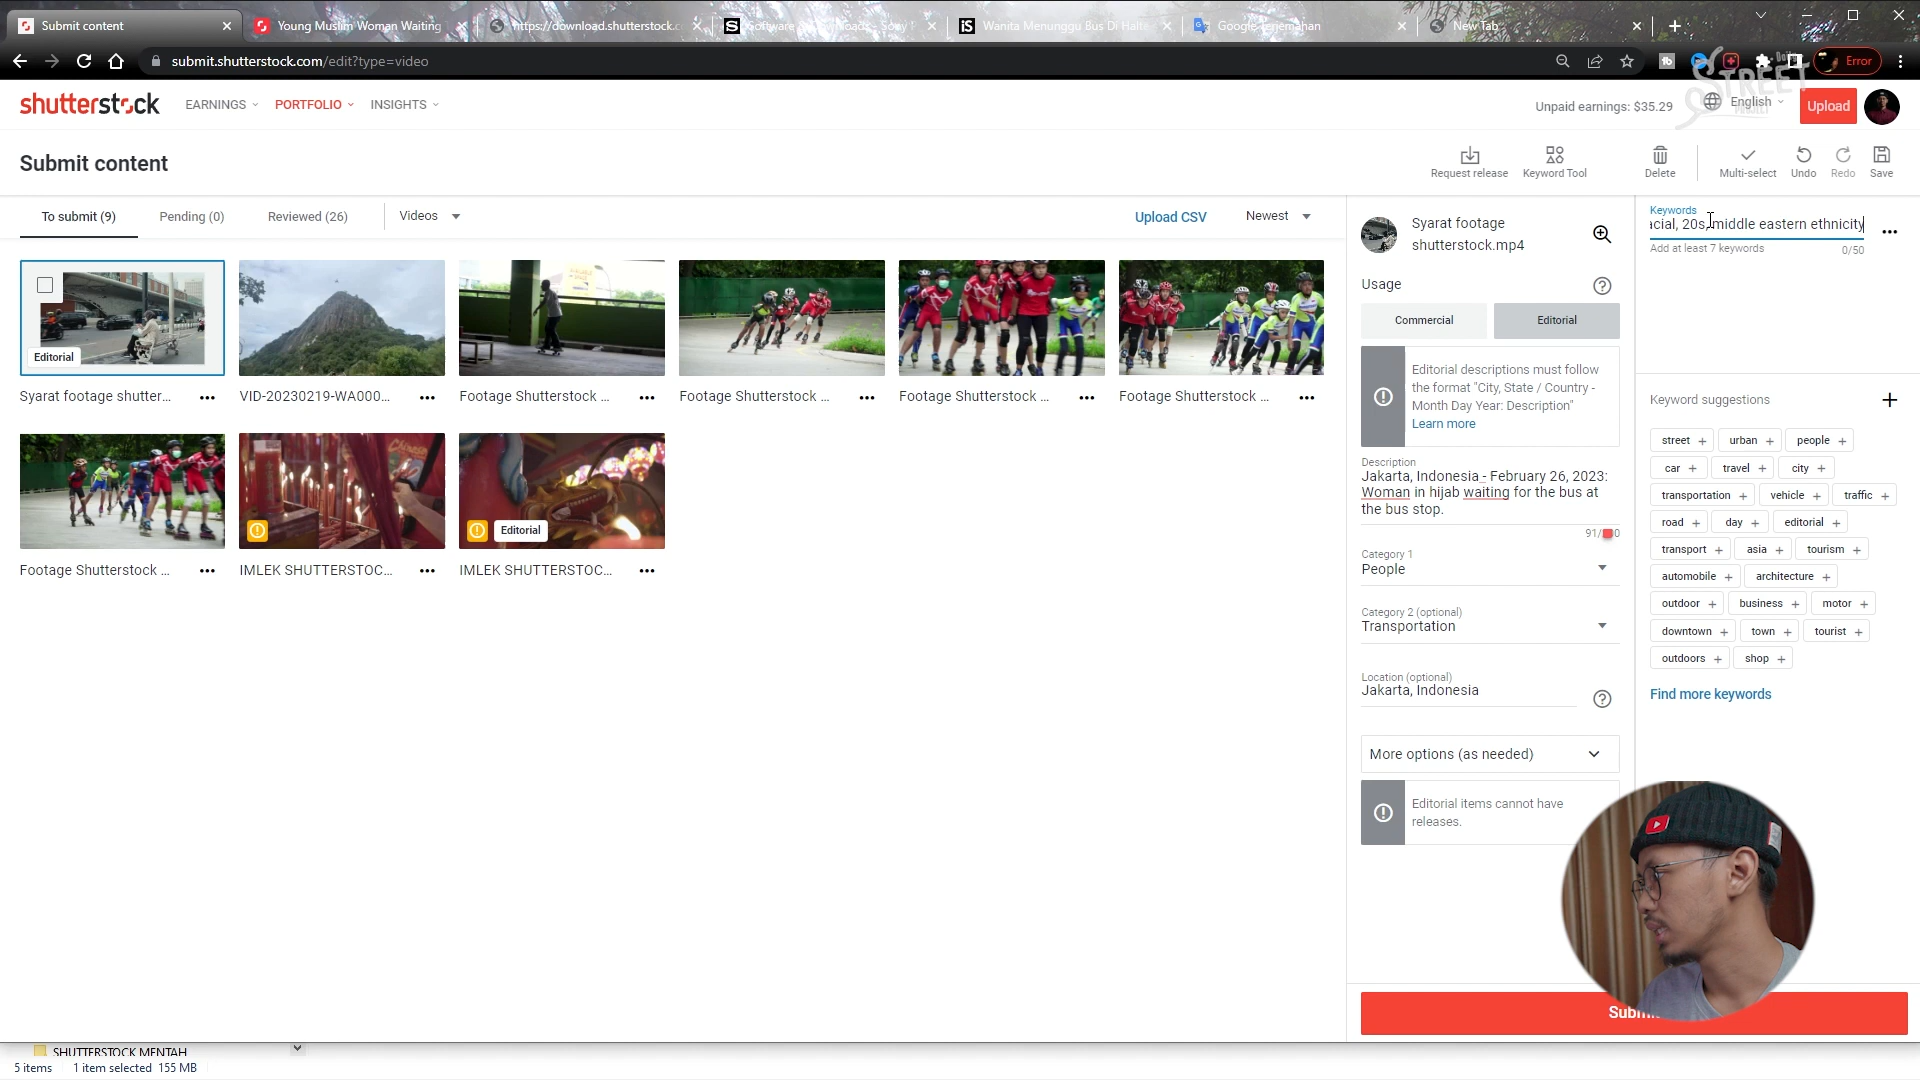 Submit content
Young Muslim Woman Waiting
https://download.shutterstock.c
Software & Downloads - Sony
Wanita Menunggu Bus Di Halte
Google Terjemahan
New Tab
submit.shutterstock.com/edit?type=video
Error
shutterstock
EARNINGS
PORTFOLIO
INSIGHTS
Unpaid earnings: $35.29
English
Upload
STREET
Submit content
Request release
Keyword Tool
Delete
Multi-select
Undo
Redo
Save
To submit (9)
Pending (0)
Reviewed (26)
Videos
Upload CSV
Newest
Editorial
Syarat footage shutter...
VID-20230219-WA000...
Footage Shutterstock ...
Footage Shutterstock ...
Footage Shutterstock ...
Footage Shutterstock ...
Editorial
Footage Shutterstock ...
IMLEK SHUTTERSTOC...
IMLEK SHUTTERSTOC...
Syarat footage
shutterstock.mp4
Usage
Commercial
Editorial
Editorial descriptions must follow
the format "City, State / Country -
Month Day Year: Description"
Learn more
Description
Jakarta, Indonesia - February 26, 2023:
Woman in hijab waiting for the bus at
the bus stop.
Category 1
People
Category 2 (optional)
Transportation
Location (optional)
Jakarta, Indonesia
More options (as needed)
Editorial items cannot have
releases.
Keywords
acial, 20s, middle eastern ethnicity
Add at least 7 keywords
0/50
Keyword suggestions
street + urban + people +
car + travel + city +
transportation + vehicle + traffic +
road + day + editorial +
transport + asia + tourism +
automobile + architecture +
outdoor + business + motor +
downtown + town + tourist +
outdoors + shop +
Find more keywords
SHUTTERSTOCK MENTAH
5 items
1 item selected 155 MB